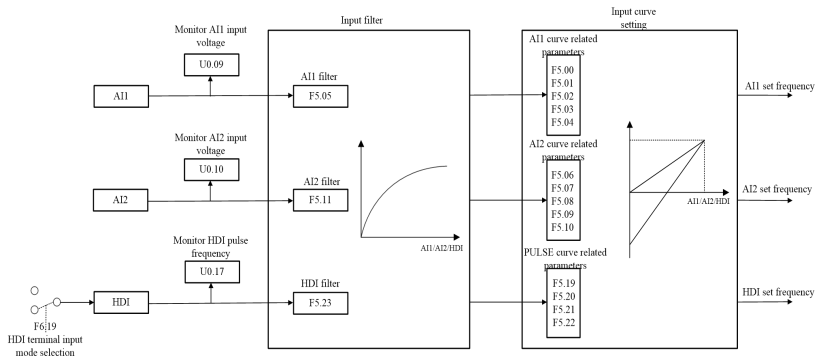 Input filter
Input curve
setting
Monitor AI1 input
voltage
U0.09
AI1
AI1 filter
F5.05
AI1 curve related
parameters
F5.00
F5.01
F5.02
F5.03
F5.04
AI1 set frequency
Monitor AI2 input
voltage
U0.10
AI2
AI2 filter
F5.11
AI1/AI2/HDI
AI2 curve related
parameters
F5.06
F5.07
F5.08
F5.09
F5.10
AI1/AI2/HDI
AI2 set frequency
Monitor HDI pulse
frequency
U0.17
HDI
HDI filter
F5.23
PULSE curve related
parameters
F5.19
F5.20
F5.21
F5.22
HDI set frequency
F6.19
HDI terminal input
mode selection